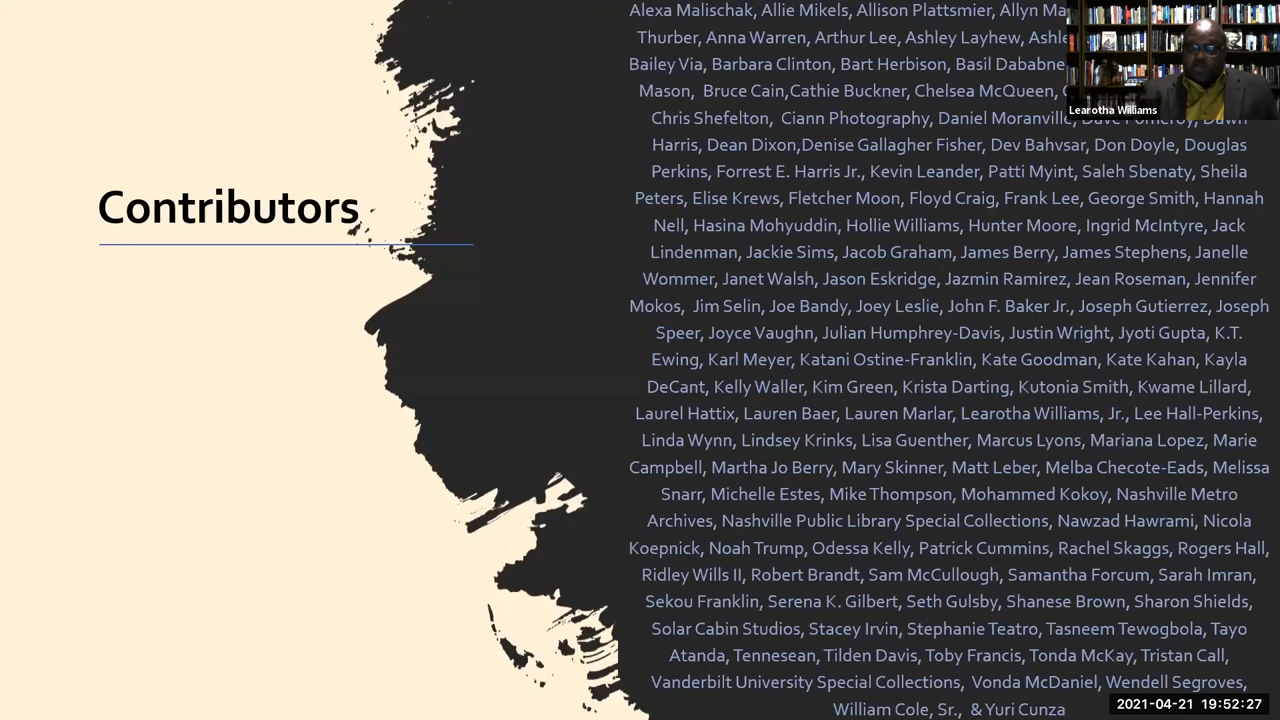 Contributors
Alexa Malischak, Allie Mikels, Allison Plattsmier, Allyn
Thurber, Anna Warren, Arthur Lee, Ashley Layhew,
Bailey Via, Barbara Clinton, Bart Herbison, Basil
Mason, Bruce Cain,Cathie Buckner, Chelsea McQueen,
Chris Shefelton, Ciann Photography, Daniel Moranville, Dave Pomeroy, Dawn
Harris, Dean Dixon,Denise Gallagher Fisher, Dev Bahvsar, Don Doyle, Douglas
Perkins, Forrest E. Harris Jr., Kevin Leander, Patti Myint, Saleh Sbenaty, Sheila
Peters, Elise Krews, Fletcher Moon, Floyd Craig, Frank Lee, George Smith, Hannah
Nell, Hasina Mohyuddin, Hollie Williams, Hunter Moore, Ingrid McIntyre, Jack
Lindenman, Jackie Sims, Jacob Graham, James Berry, James Stephens, Janelle
Wommer, Janet Walsh, Jason Eskridge, Jazmin Ramirez, Jean Roseman, Jennifer
Mokos, Jim Selin, Joe Bandy, Joey Leslie, John F. Baker Jr., Joseph Gutierrez, Joseph
Speer, Joyce Vaughn, Julian Humphrey-Davis, Justin Wright, Jyoti Gupta, K.T.
Ewing, Karl Meyer, Katani Ostine-Franklin, Kate Goodman, Kate Kahan, Kayla
DeCant, Kelly Waller, Kim Green, Krista Darting, Kutonia Smith, Kwame Lillard,
Laurel Hattix, Lauren Baer, Lauren Marlar, Learotha Williams, Jr., Lee Hall-Perkins,
Linda Wynn, Lindsey Krinks, Lisa Guenther, Marcus Lyons, Mariana Lopez, Marie
Campbell, Martha Jo Berry, Mary Skinner, Matt Leber, Melba Checote-Eads, Melissa
Snarr, Michelle Estes, Mike Thompson, Mohammed Kokoy, Nashville Metro
Archives, Nashville Public Library Special Collections, Nawzad Hawrami, Nicola
Koepnick, Noah Trump, Odessa Kelly, Patrick Cummins, Rachel Skaggs, Rogers Hall,
Ridley Wills II, Robert Brandt, Sam McCullough, Samantha Forcum, Sarah Imran,
Sekou Franklin, Serena K. Gilbert, Seth Gulsby, Shanese Brown, Sharon Shields,
Solar Cabin Studios, Stacey Irvin, Stephanie Teatro, Tasneem Tewogbola, Tayo
Atanda, Tennesean, Tilden Davis, Toby Francis, Tonda McKay, Tristan Call,
Vanderbilt University Special Collections, Vonda McDaniel, Wendell Segroves,
William Cole, Sr., & Yuri Cunza
Learotha Williams
2021-04-21 19:52:27